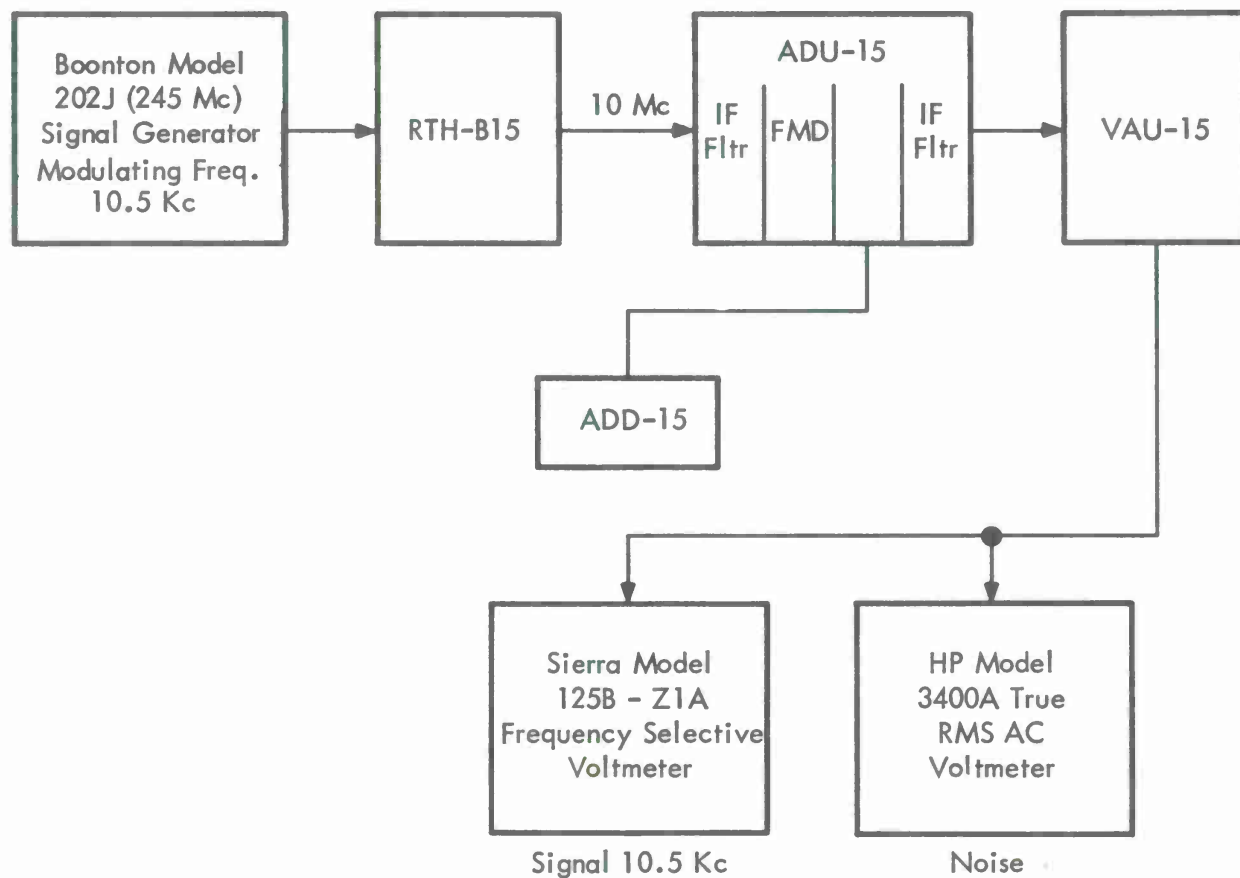 Boonton Model
202J (245 Mc)
Signal Generator
Modulating Freq.
10.5 Kc
RTH-B15
10 Mc
ADU-15
IF
Fltr
FMD
IF
Fltr
VAU-15
ADD-15
Sierra Model
125B - Z1A
Frequency Selective
Voltmeter
Signal 10.5 Kc
HP Model
3400A True
RMS AC
Voltmeter
Noise